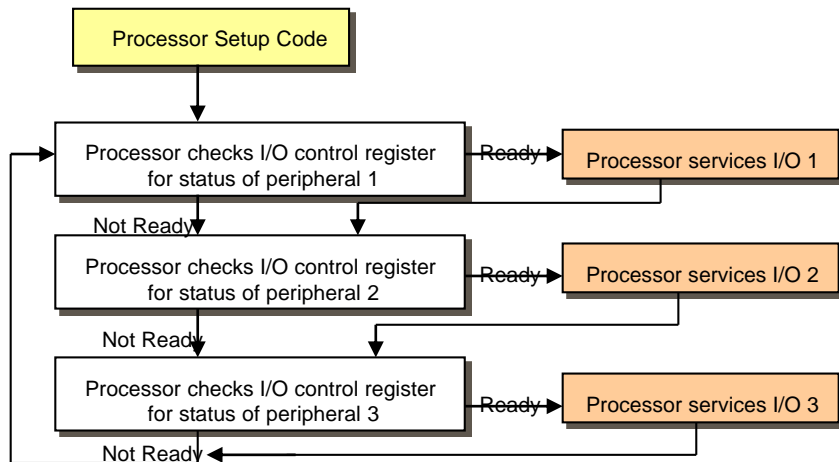 Processor Setup Code
Processor checks I/O control register
for status of peripheral 1
Ready
Processor services I/O 1
Not Ready
Processor checks I/O control register
for status of peripheral 2
Ready
Processor services I/O 2
Not Ready
Processor checks I/O control register
for status of peripheral 3
Ready
Processor services I/O 3
Not Ready